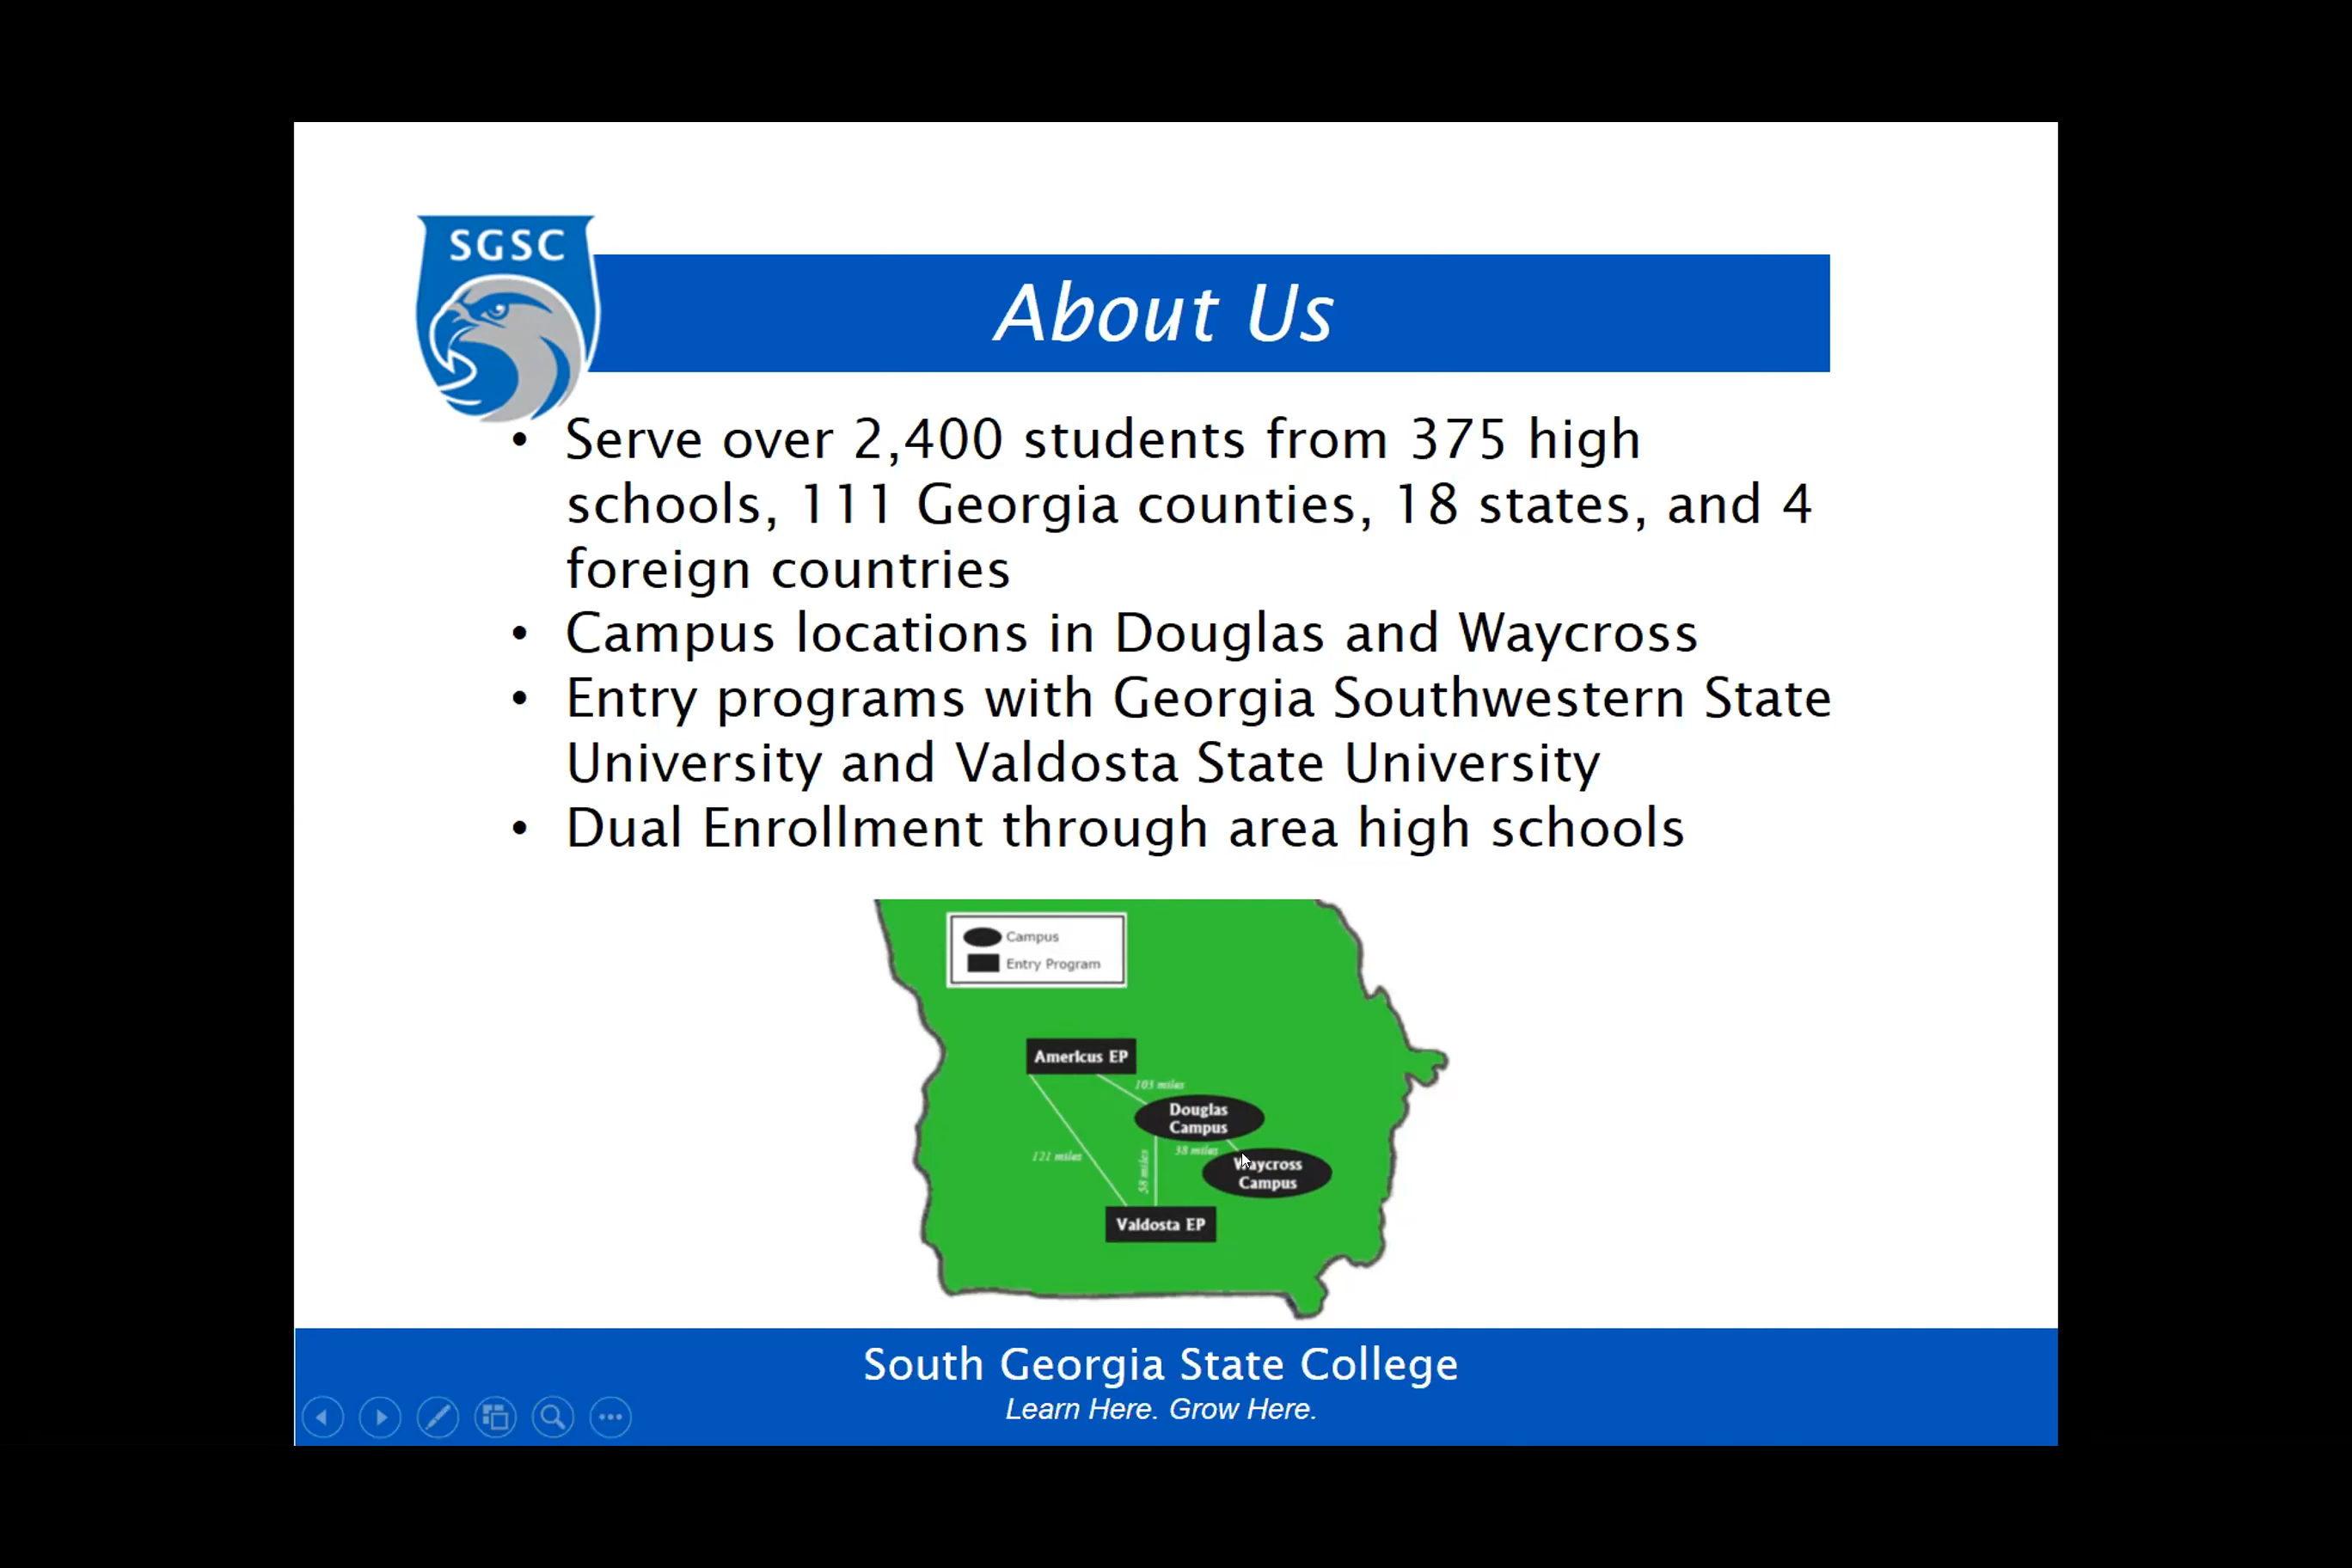 SGSC
About Us
• Serve over 2,400 students from 375 high
schools, 111 Georgia counties, 18 states, and 4
foreign countries
• Campus locations in Douglas and Waycross
• Entry programs with Georgia Southwestern State
University and Valdosta State University
• Dual Enrollment through area high schools
Campus
Entry Program
Americus EP
103 miles
Douglas
Campus
121 miles
58 miles
38 miles
Waycross
Campus
Valdosta EP
South Georgia State College
Learn Here. Grow Here.